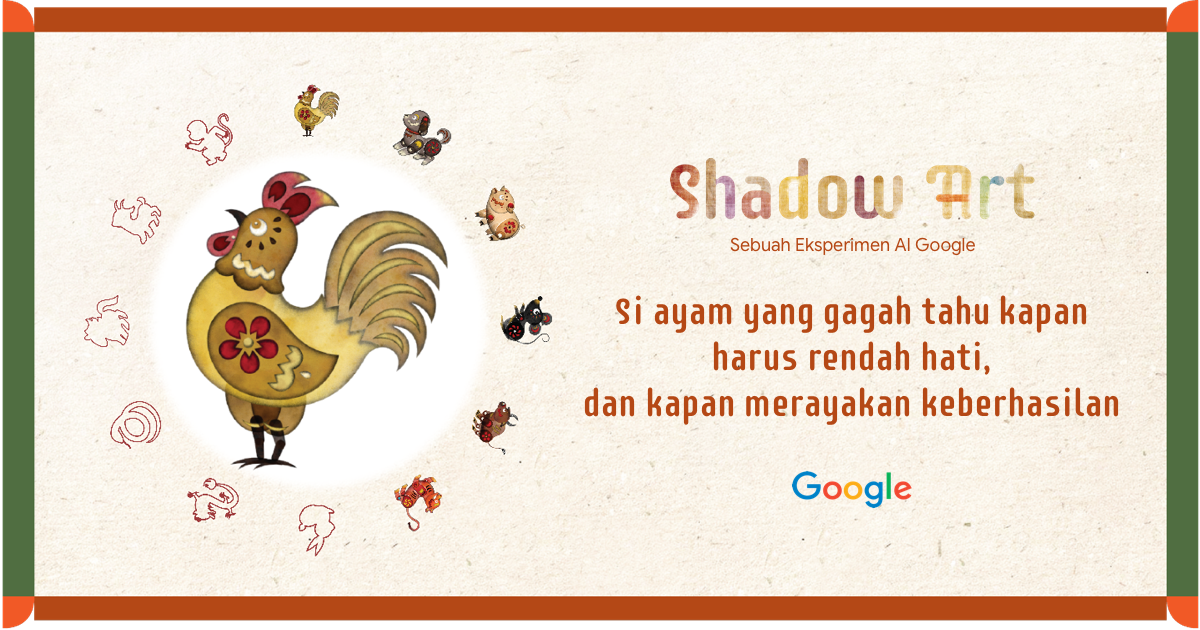 Shadow Art
Sebuah Eksperimen AI Google
Si ayam yang gagah tahu kapan
harus rendah hati,
dan kapan merayakan keberhasilan
Google